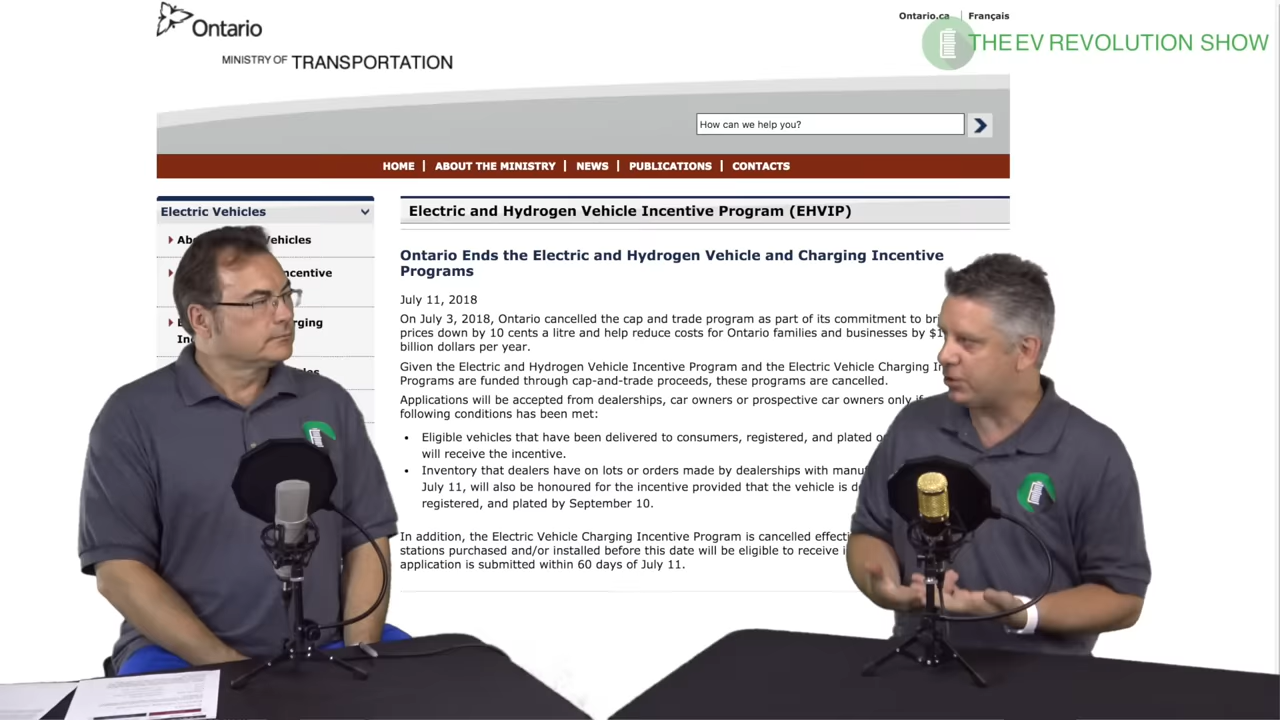 Ontario
Ontario.ca | Français
THE EV REVOLUTION SHOW
MINISTRY OF TRANSPORTATION
How can we help you?
HOME | ABOUT THE MINISTRY | NEWS | PUBLICATIONS | CONTACTS
Electric Vehicles
Electric and Hydrogen Vehicle Incentive Program (EHVIP)
Ontario Ends the Electric and Hydrogen Vehicle and Charging Incentive
Programs
July 11, 2018
On July 3, 2018, Ontario cancelled the cap and trade program as part of its commitment to
prices down by 10 cents a litre and help reduce costs for Ontario families and businesses by
billion dollars per year.
Given the Electric and Hydrogen Vehicle Incentive Program and the Electric Vehicle Charging
Programs are funded through cap-and-trade proceeds, these programs are cancelled.
Applications will be accepted from dealerships, car owners or prospective car owners only
following conditions has been met:
• Eligible vehicles that have been delivered to consumers, registered, and plated
will receive the incentive.
• Inventory that dealers have on lots or orders made by dealerships with
July 11, will also be honoured for the incentive provided that the vehicle is
registered, and plated by September 10.
In addition, the Electric Vehicle Charging Incentive Program is cancelled
stations purchased and/or installed before this date will be eligible to receive
application is submitted within 60 days of July 11.